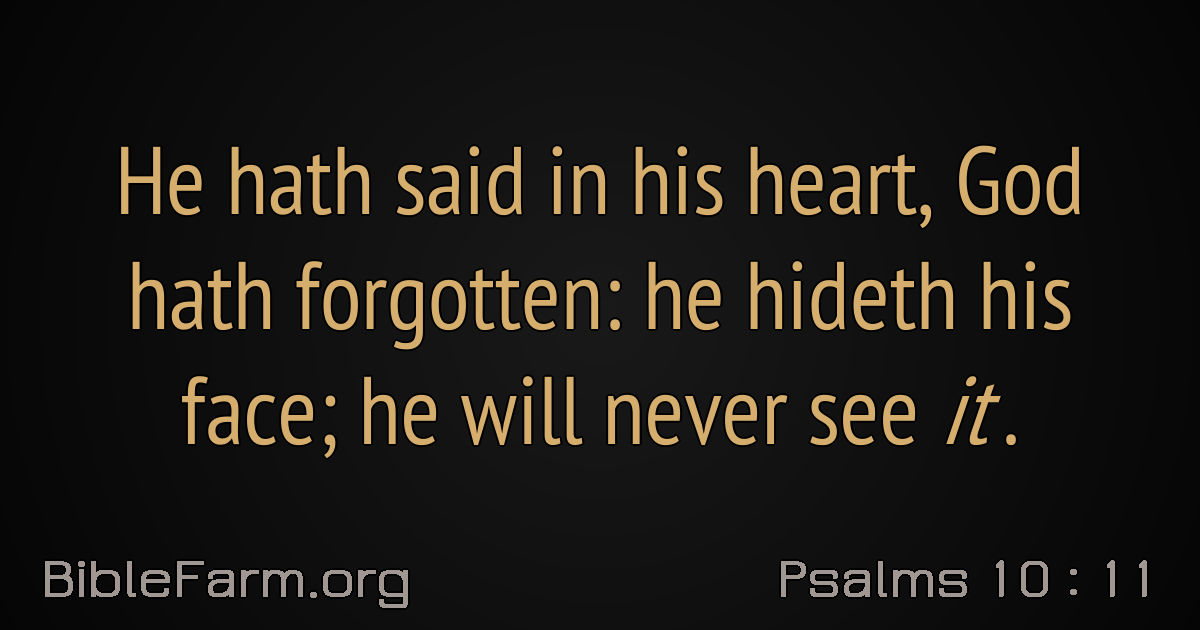 He hath said in his heart, God
hath forgotten: he hideth his
face; he will never see it.
BibleFarm.org
Psalms 10 : 11